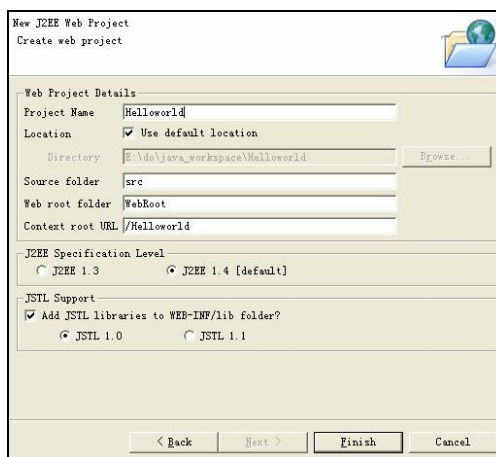 New J2EE Web Project
Create web project
Web Project Details
Project Name Helloworld
Location Use default location
Directory E:\do\java_workspace\Helloworld Browse...
Source folder src
Web root folder WebRoot
Context root URL /Helloworld
J2EE Specification Level
J2EE 1.3 J2EE 1.4 [default]
JSTL Support
Add JSTL libraries to WEB-INF/lib folder?
JSTL 1.0 JSTL 1.1
< Back Next > Finish Cancel